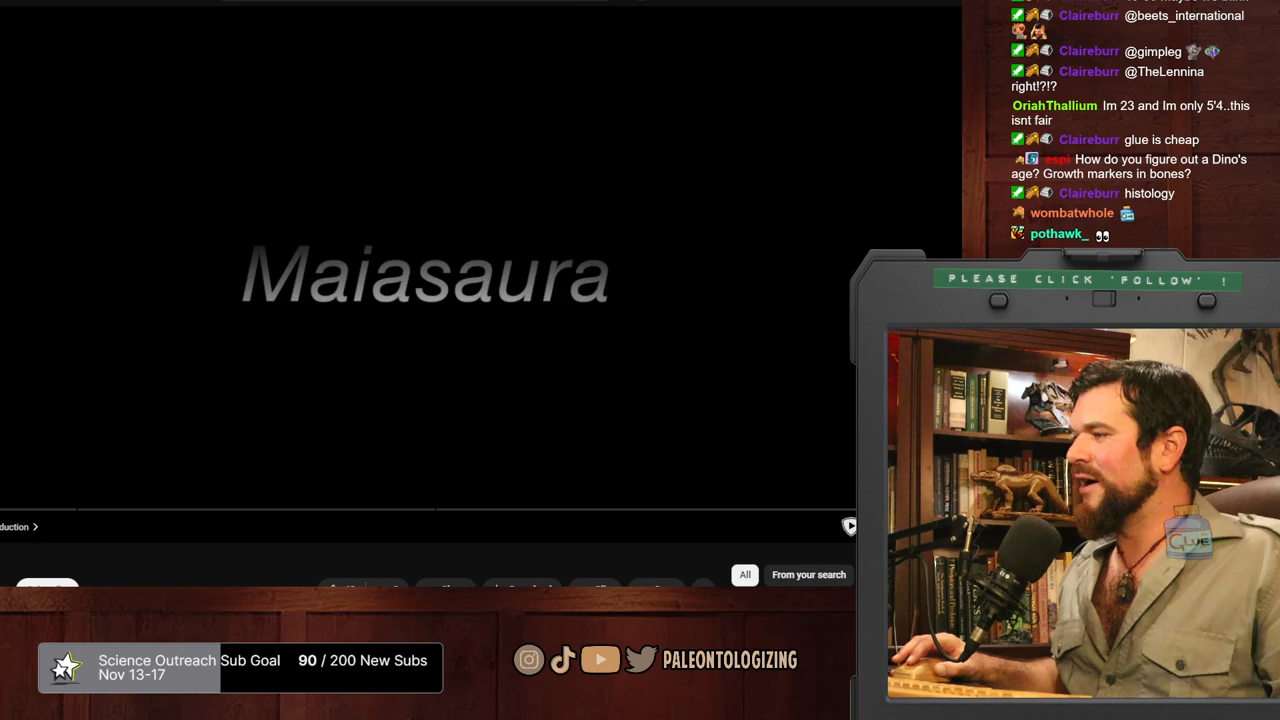 Claireburr @beets_international
Claireburr @gimpleg
Claireburr @TheLennina
right!?!?
OriahThallium Im 23 and Im only 5'4..this
isnt fair
Claireburr glue is cheap
espi How do you figure out a Dino's
age? Growth markers in bones?
Claireburr histology
wombatwhole
pothawk_
Maiasaura
PLEASE CLICK "FOLLOW" !
duction >
All
From your search
GLUE
Science Outreach Sub Goal 90 / 200 New Subs
Nov 13-17
PALEONTOLOGIZING